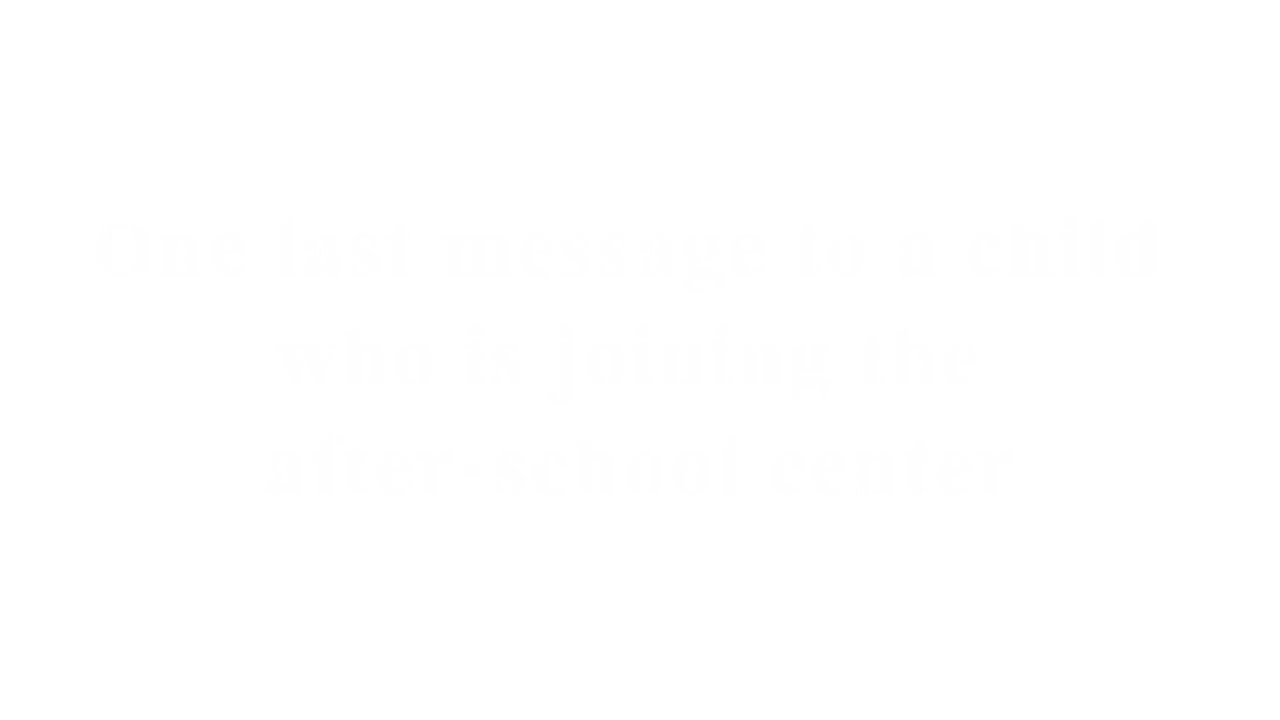 One last message to a child
who is joining the
after-school center